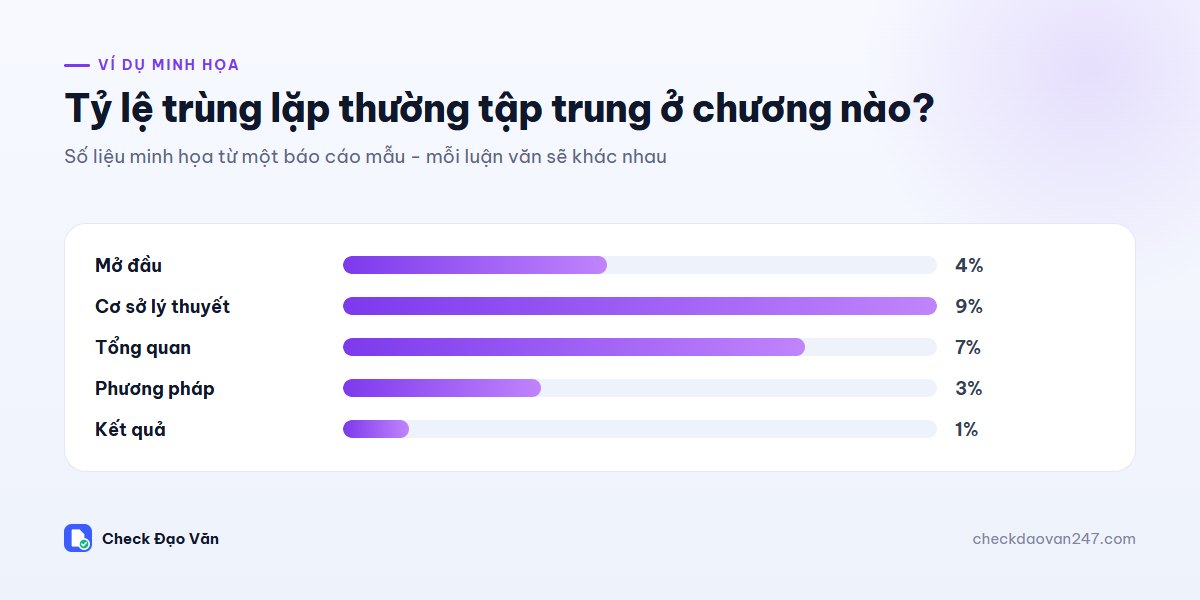 VÍ DỤ MINH HỌA
Tỷ lệ trùng lặp thường tập trung ở chương nào?
Số liệu minh họa từ một báo cáo mẫu - mỗi luận văn sẽ khác nhau
Mở đầu 4%
Cơ sở lý thuyết 9%
Tổng quan 7%
Phương pháp 3%
Kết quả 1%
Check Đạo Văn
checkdaovan247.com